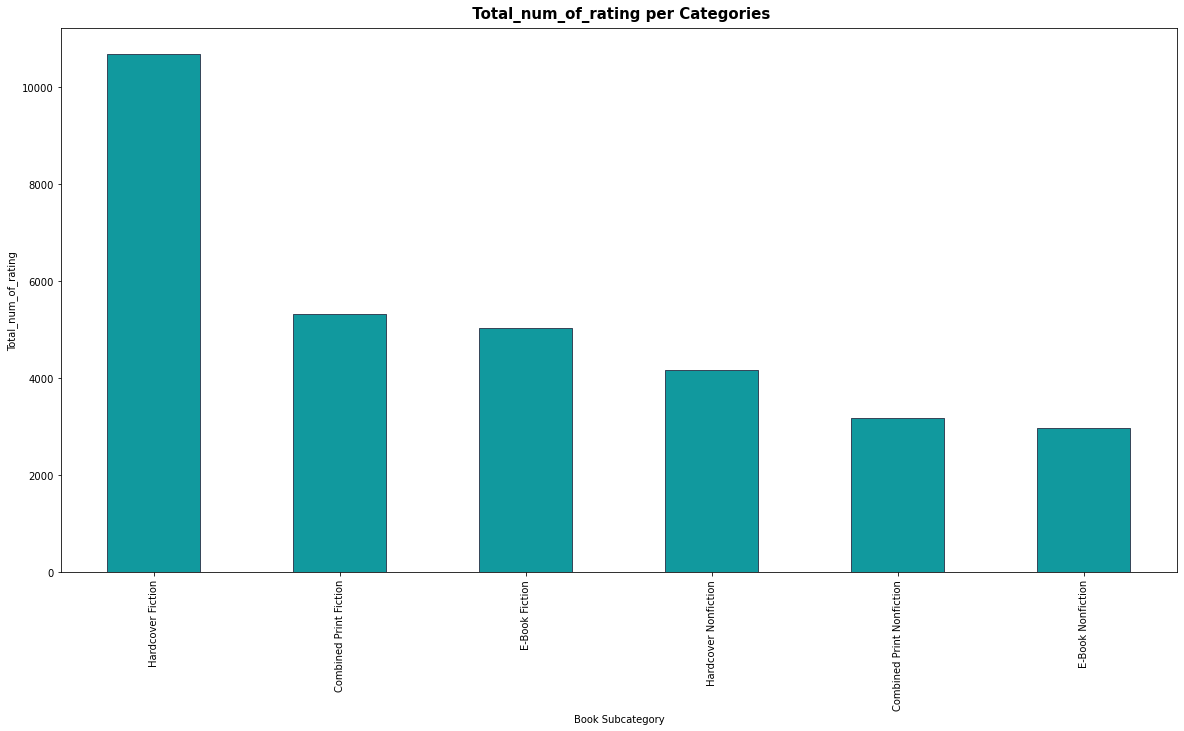 Total_num_of_rating per Categories
Total_num_of_rating
10000
8000
6000
4000
2000
0
Hardcover Fiction
Combined Print Fiction
E-Book Fiction
Hardcover Nonfiction
Combined Print Nonfiction
E-Book Nonfiction
Book Subcategory